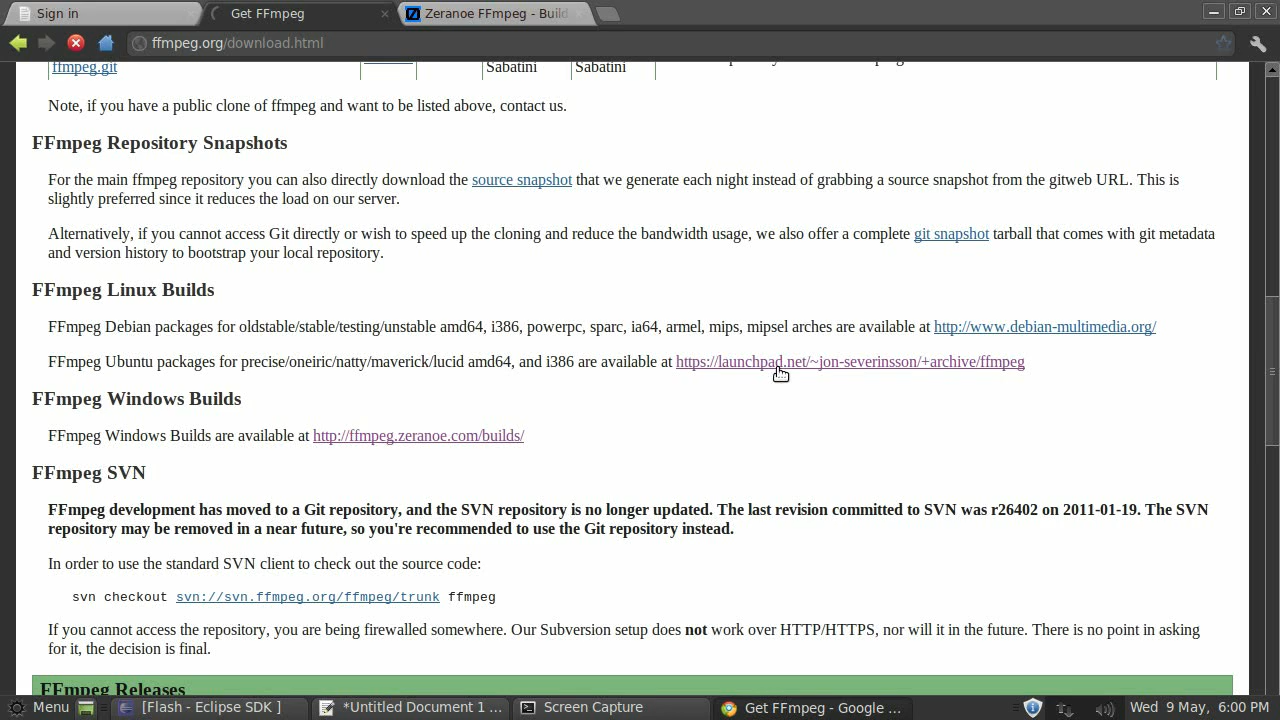 Sign in
Get FFmpeg
Zeranoe FFmpeg - Build
ffmpeg.org/download.html
ffmpeg.git
Sabatini
Sabatini
Note, if you have a public clone of ffmpeg and want to be listed above, contact us.
FFmpeg Repository Snapshots
For the main ffmpeg repository you can also directly download the source snapshot that we generate each night instead of grabbing a source snapshot from the gitweb URL. This is
slightly preferred since it reduces the load on our server.
Alternatively, if you cannot access Git directly or wish to speed up the cloning and reduce the bandwidth usage, we also offer a complete git snapshot tarball that comes with git metadata
and version history to bootstrap your local repository.
FFmpeg Linux Builds
FFmpeg Debian packages for oldstable/stable/testing/unstable amd64, i386, powerpc, sparc, ia64, armel, mips, mipsel arches are available at http://www.debian-multimedia.org/
FFmpeg Ubuntu packages for precise/oneiric/natty/maverick/lucid amd64, and i386 are available at https://launchpad.net/~jon-severinsson/+archive/ffmpeg
FFmpeg Windows Builds
FFmpeg Windows Builds are available at http://ffmpeg.zeranoe.com/builds/
FFmpeg SVN
FFmpeg development has moved to a Git repository, and the SVN repository is no longer updated. The last revision committed to SVN was r26402 on 2011-01-19. The SVN
repository may be removed in a near future, so you're recommended to use the Git repository instead.
In order to use the standard SVN client to check out the source code:
svn checkout svn://svn.ffmpeg.org/ffmpeg/trunk ffmpeg
If you cannot access the repository, you are being firewalled somewhere. Our Subversion setup does not work over HTTP/HTTPS, nor will it in the future. There is no point in asking
for it, the decision is final.
FFmpeg Releases
Menu
[Flash - Eclipse SDK ]
*Untitled Document 1 ...
Screen Capture
Get FFmpeg - Google ...
Wed 9 May, 6:00 PM